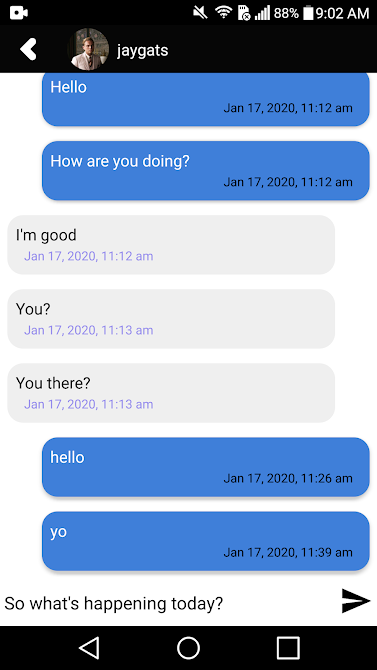 88% 9:02 AM
jaygats
Hello
Jan 17, 2020, 11:12 am
How are you doing?
Jan 17, 2020, 11:12 am
I'm good
Jan 17, 2020, 11:12 am
You?
Jan 17, 2020, 11:13 am
You there?
Jan 17, 2020, 11:13 am
hello
Jan 17, 2020, 11:26 am
yo
Jan 17, 2020, 11:39 am
So what's happening today?